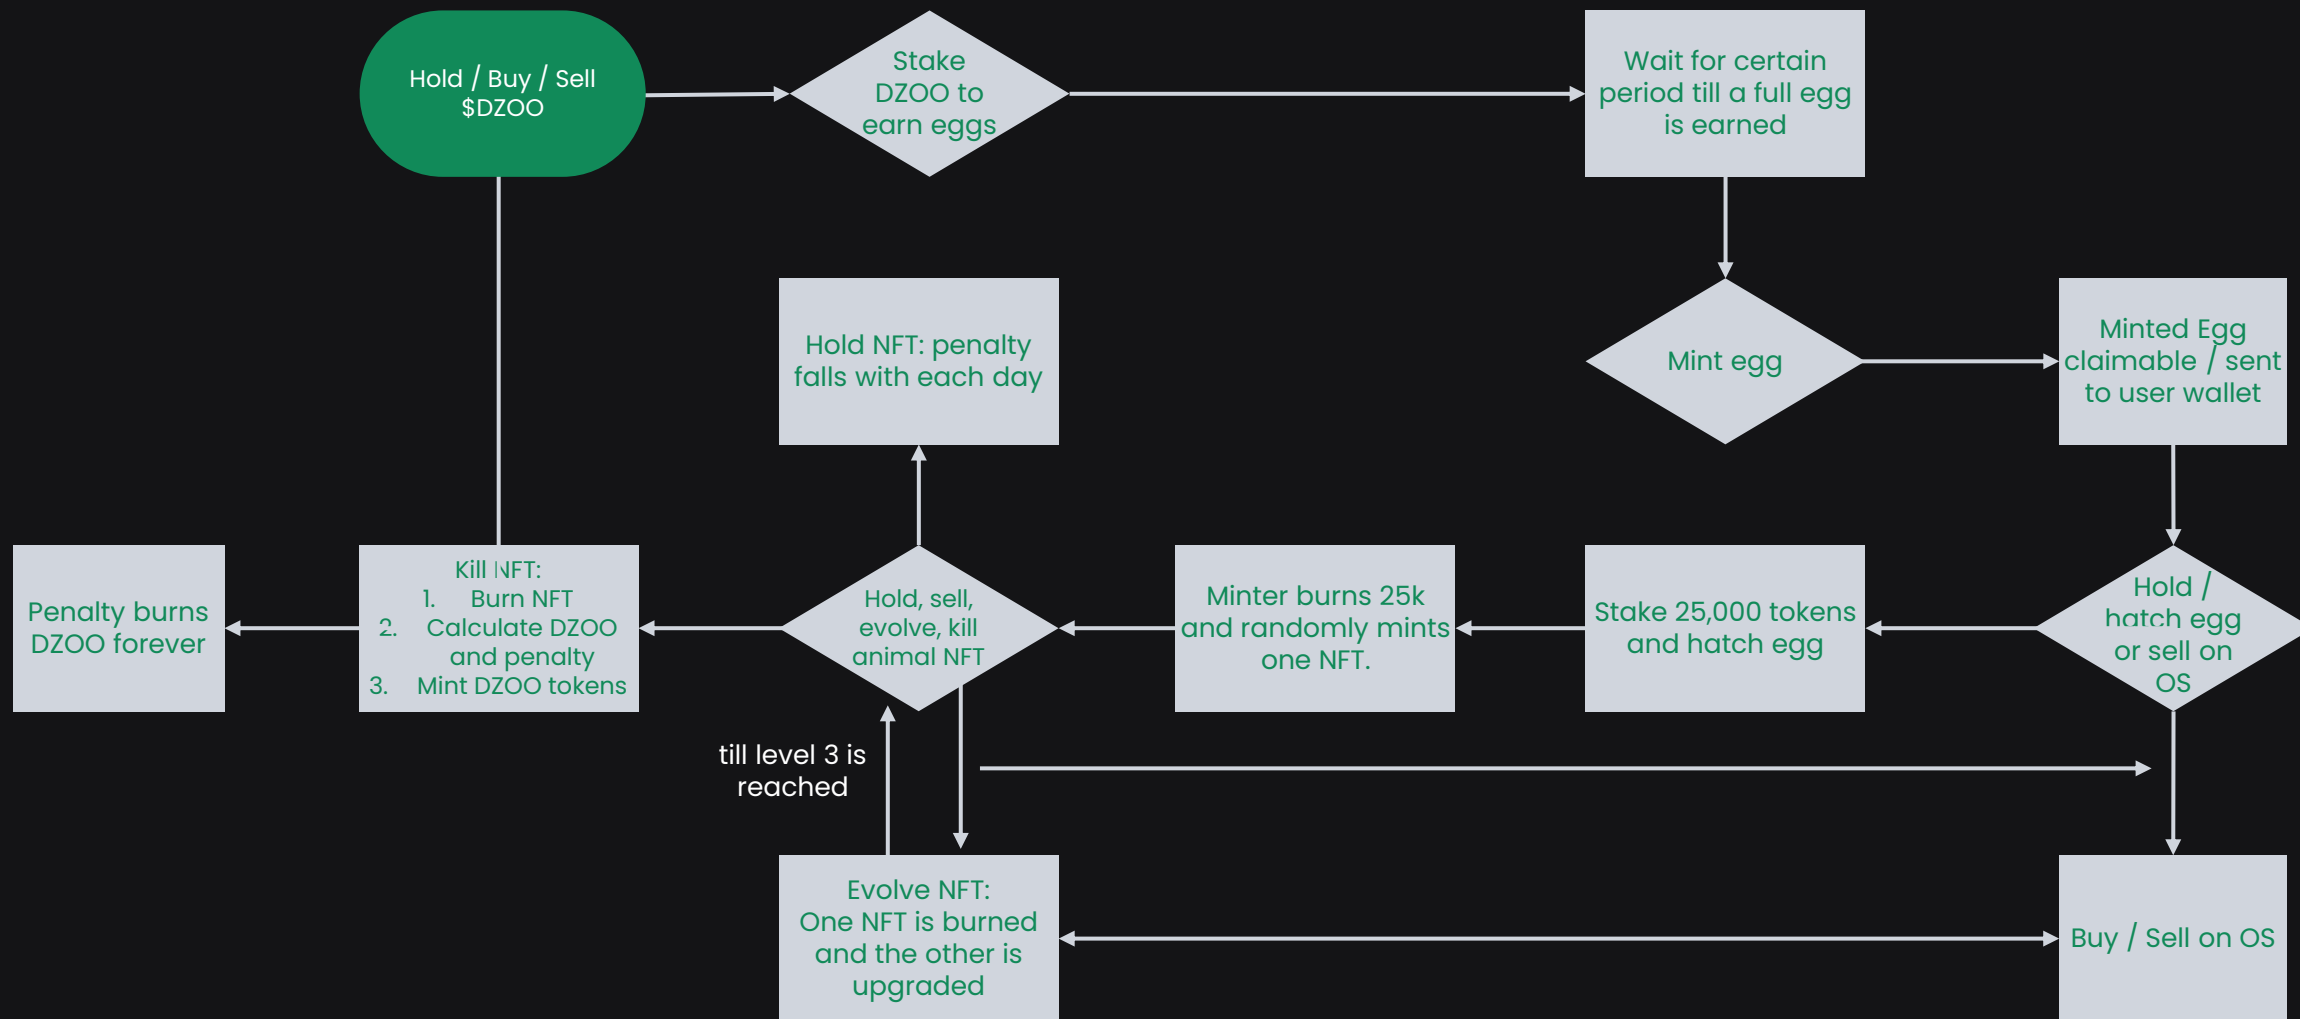 Hold / Buy / Sell
$DZOO
Stake
DZOO to
earn eggs
Wait for certain
period till a full egg
is earned
Hold NFT: penalty
falls with each day
Mint egg
Minted Egg
claimable / sent
to user wallet
Penalty burns
DZOO forever
Kill NFT:
1. Burn NFT
2. Calculate DZOO
and penalty
3. Mint DZOO tokens
Hold, sell,
evolve, kill
animal NFT
Minter burns 25k
and randomly mints
one NFT.
Stake 25,000 tokens
and hatch egg
Hold /
hatch egg
or sell on
OS
till level 3 is
reached
Evolve NFT:
One NFT is burned
and the other is
upgraded
Buy / Sell on OS